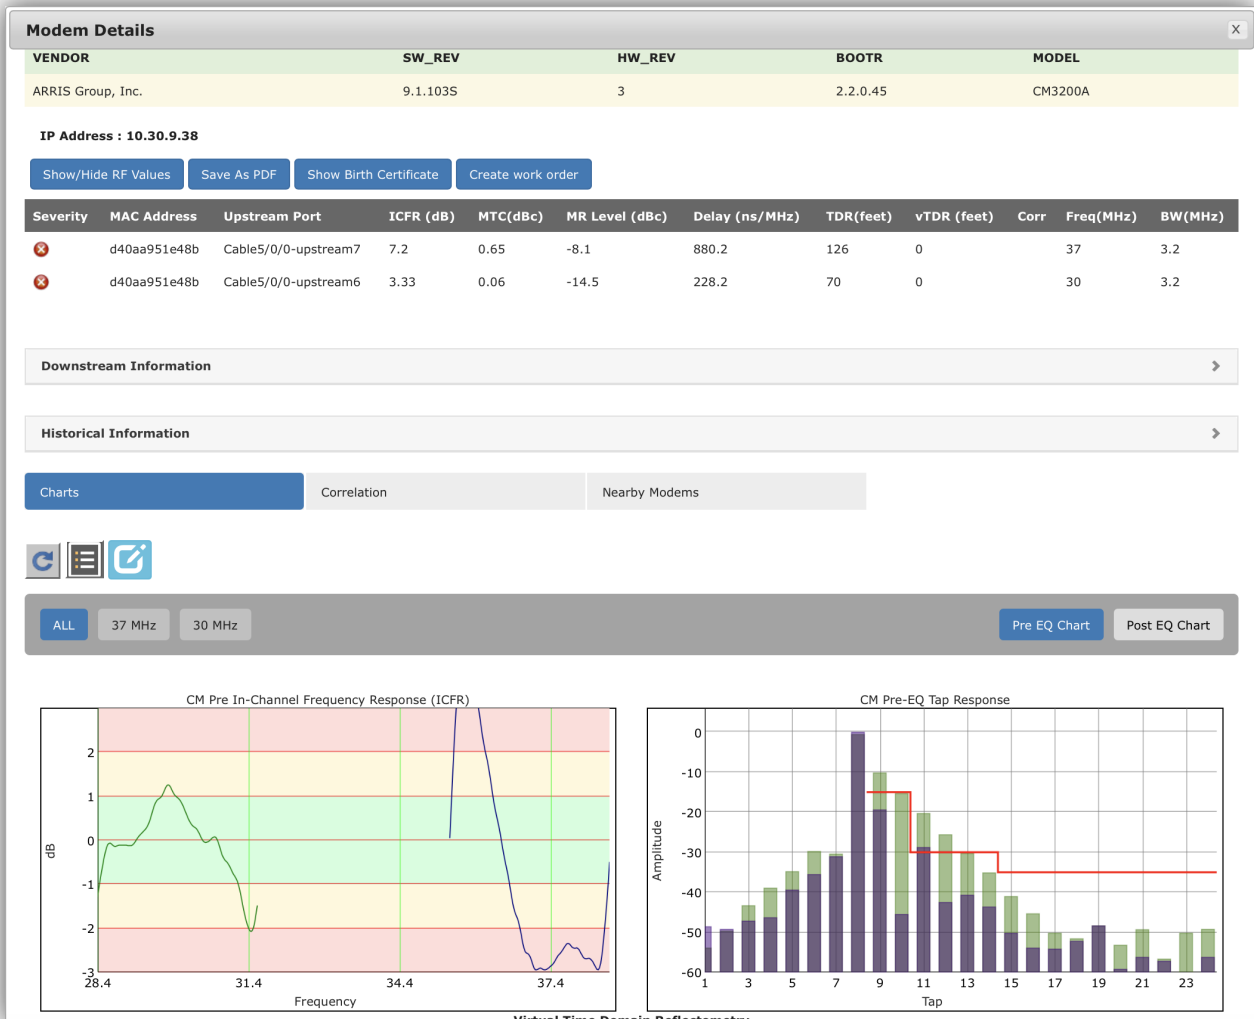 Modem Details
X
VENDOR SW_REV HW_REV BOOTR MODEL
ARRIS Group, Inc. 9.1.103S 3 2.2.0.45 CM3200A
IP Address : 10.30.9.38
Show/Hide RF Values Save As PDF Show Birth Certificate Create work order
Severity MAC Address Upstream Port ICFR (dB) MTC(dBc) MR Level (dBc) Delay (ns/MHz) TDR(feet) vTDR (feet) Corr Freq(MHz) BW(MHz)
d40aa951e48b Cable5/0/0-upstream7 7.2 0.65 -8.1 880.2 126 0 37 3.2
d40aa951e48b Cable5/0/0-upstream6 3.33 0.06 -14.5 228.2 70 0 30 3.2
Downstream Information
Historical Information
Charts Correlation Nearby Modems
ALL 37 MHz 30 MHz Pre EQ Chart Post EQ Chart
CM Pre In-Channel Frequency Response (ICFR)
2
1
0
-1
-2
-3
dB
28.4 31.4 34.4 37.4
Frequency
CM Pre-EQ Tap Response
0
-10
-20
-30
-40
-50
-60
Amplitude
1 3 5 7 9 11 13 15 17 19 21 23
Tap
Virtual Time Domain Reflectometry